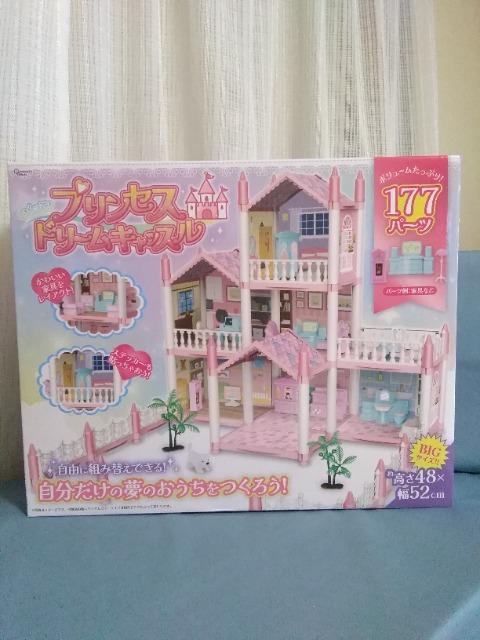 プリンセス
ドリームキャッスル
ボリュームたっぷり!
177
パーツ
パーツ例:家具など
かわいい
家具を
レイアウト!
自由に組み替えできる!
自分だけの夢のおうちをつくろう!
BIG
サイズ!!
約高さ48×
幅52cm